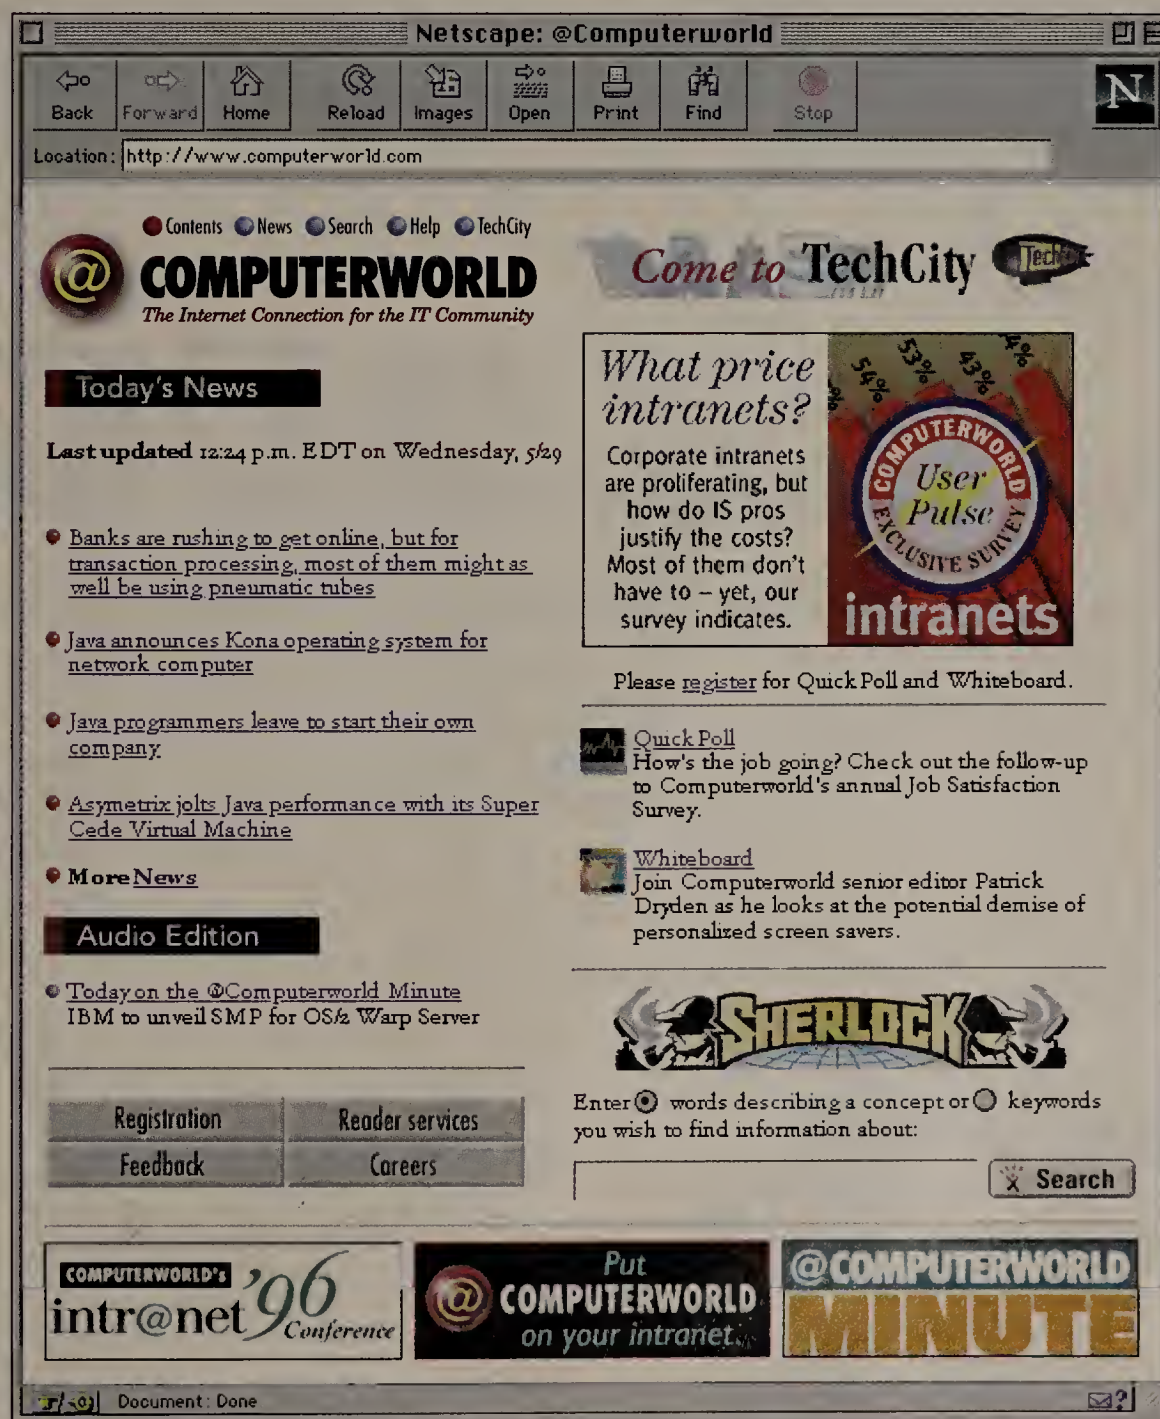 Netscape: @Computerworld
Back Forward Home Reload Images Open Print Find Stop
N
Location: http://www.computerworld.com
Contents News Search Help TechCity
@ COMPUTERWORLD
The Internet Connection for the IT Community
Come to TechCity
Tech
Today's News
Last updated 12:24 p.m. EDT on Wednesday, 5/29
Banks are rushing to get online, but for
transaction processing, most of them might as
well be using pneumatic tubes
Java announces Kona operating system for
network computer
Java programmers leave to start their own
company
Asymetrix jolts Java performance with its Super
Cede Virtual Machine
More News
Audio Edition
Today on the @Computerworld Minute
IBM to unveil SMP for OS/2 Warp Server
Registration Reader services
Feedback Careers
What price
intranets?
Corporate intranets
are proliferating, but
how do IS pros
justify the costs?
Most of them don't
have to – yet, our
survey indicates.
54% 53% 43% 4%
COMPUTERWORLD
User
Pulse
EXCLUSIVE SURVEY
intranets
Please register for Quick Poll and Whiteboard.
Quick Poll
How's the job going? Check out the follow-up
to Computerworld's annual Job Satisfaction
Survey.
Whiteboard
Join Computerworld senior editor Patrick
Dryden as he looks at the potential demise of
personalized screen savers.
SHERLOCK
Enter words describing a concept or keywords
you wish to find information about:
Search
COMPUTERWORLD's
intr@net '96
Conference
Put
@ COMPUTERWORLD
on your intranet.
@COMPUTERWORLD
MINUTE
Document: Done
?